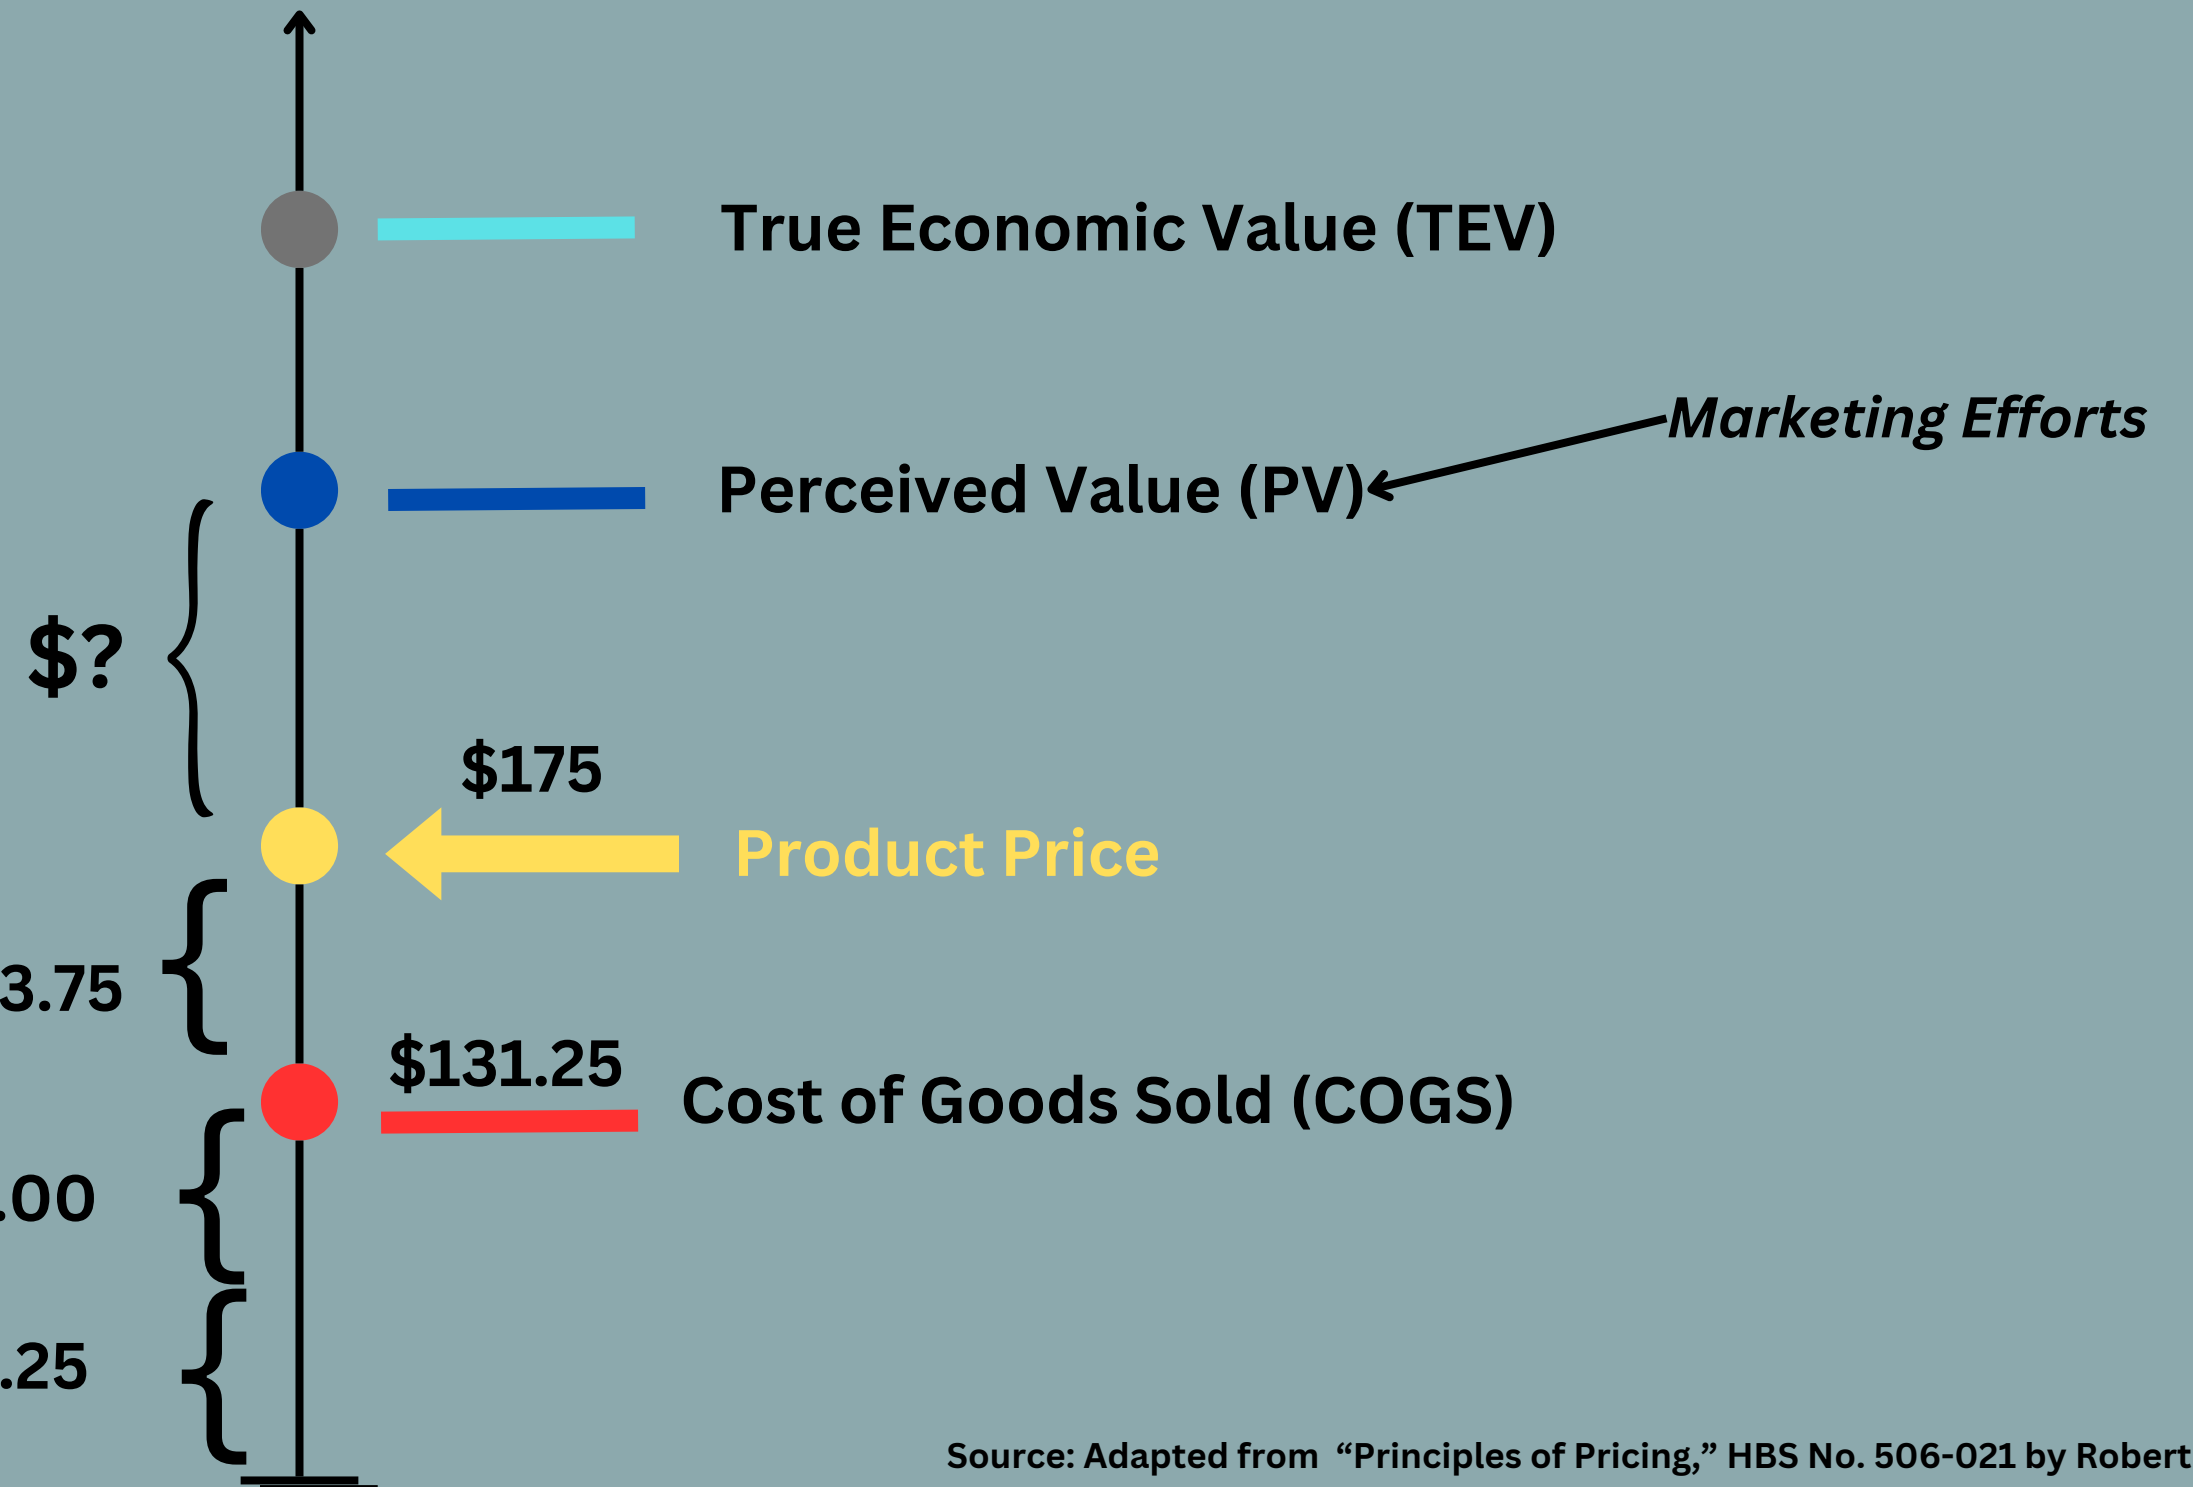 True Economic Value (TEV)
Marketing Efforts
Perceived Value (PV)
$?
$175
Product Price
3.75
$131.25
Cost of Goods Sold (COGS)
.00
.25
Source: Adapted from “Principles of Pricing,” HBS No. 506-021 by Robert